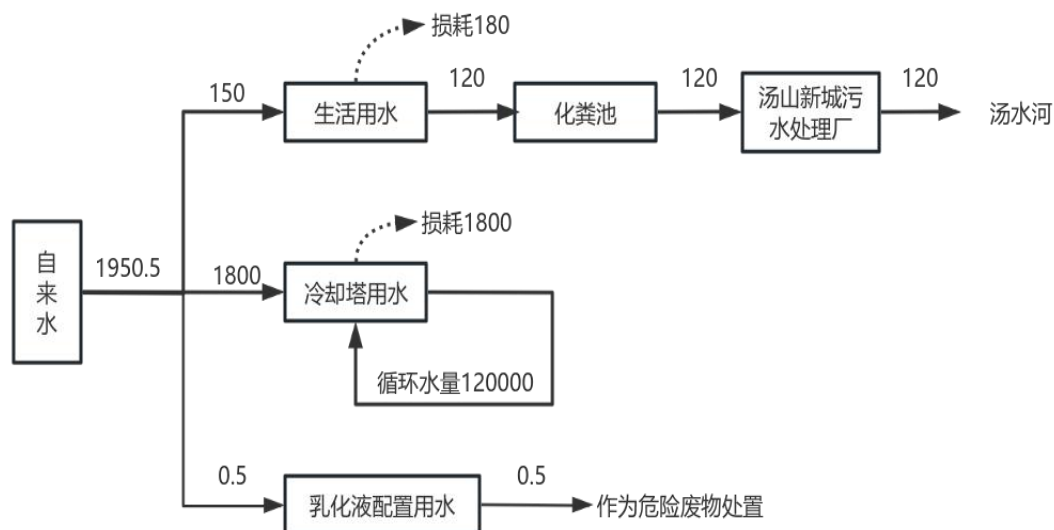 损耗180
150
生活用水
120
化粪池
120
汤山新城污
水处理厂
120
汤水河
自
来
水
1950.5
损耗1800
1800
冷却塔用水
循环水量120000
0.5
乳化液配置用水
0.5
作为危险废物处置